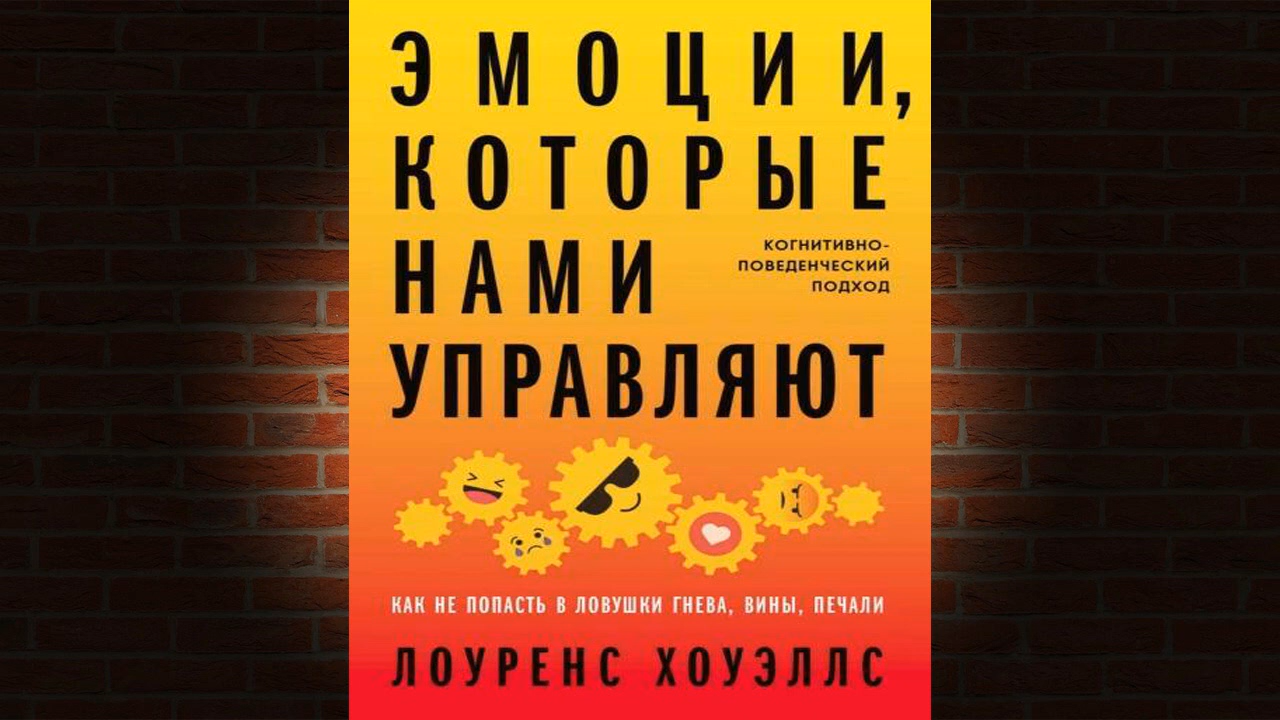 ЭМОЦИИ,
КОТОРЫЕ
НАМИ
КОГНИТИВНО-
ПОВЕДЕНЧЕСКИЙ
ПОДХОД
УПРАВЛЯЮТ
КАК НЕ ПОПАСТЬ В ЛОВУШКИ ГНЕВА, ВИНЫ, ПЕЧАЛИ
ЛОУРЕНС ХОУЭЛЛС